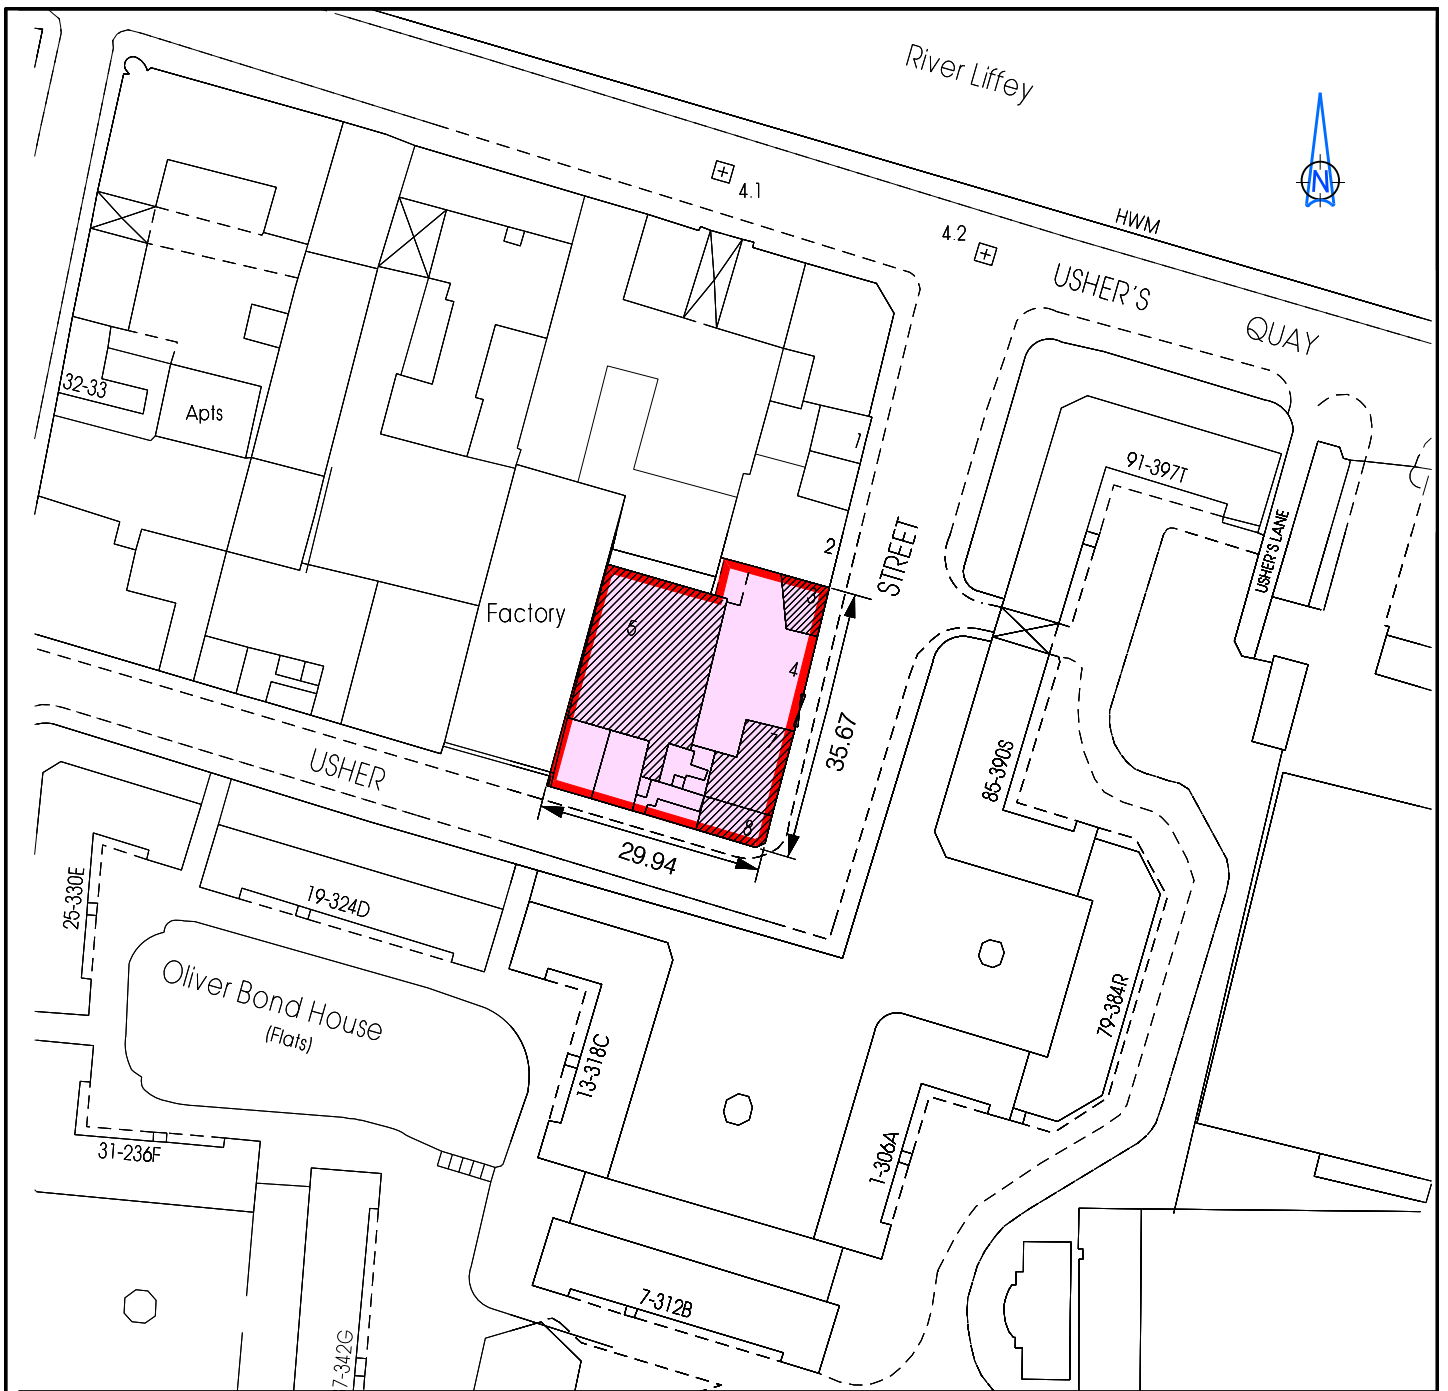 River Liffey
N
4.1
HWM
4.2
USHER'S
QUAY
32-33
Apts
1
91-397T
2
USHER'S LANE
STREET
3
Factory
5
4
7
35.67
USHER
85-390S
8
29.94
25-330E
19-324D
Oliver Bond House
(Flats)
79-384R
13-318C
31-236F
1-306A
7-312B
7-342G